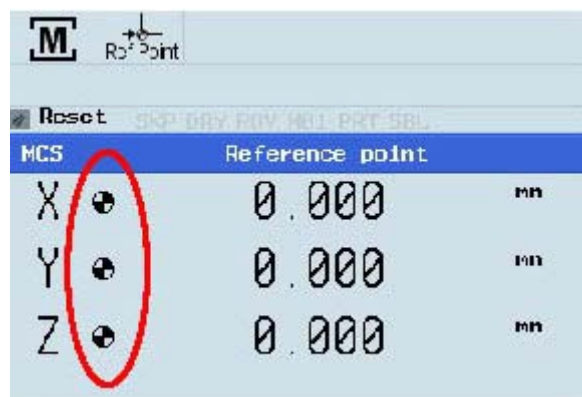 M
Ref Point
Reset SKP DRY ROV M01 PRT SBL
MCS Reference point
X 0.000 mm
Y 0.000 mm
Z 0.000 mm